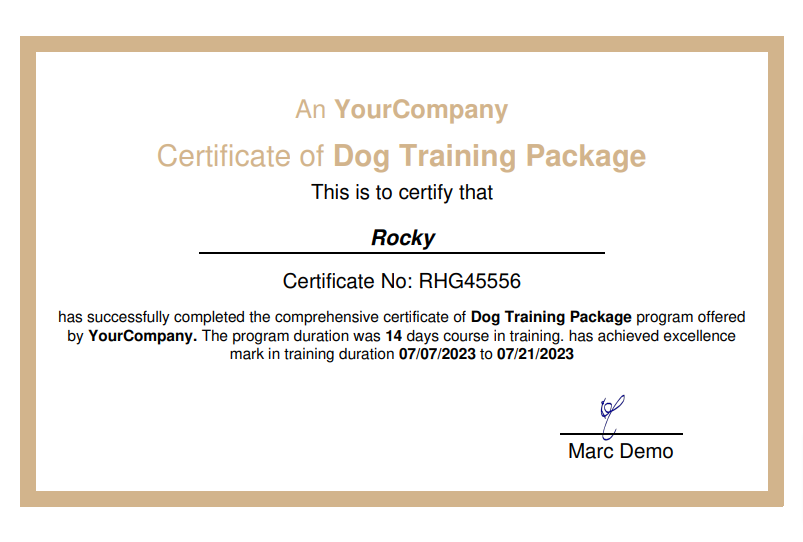 An YourCompany
Certificate of Dog Training Package
This is to certify that
Rocky
Certificate No: RHG45556
has successfully completed the comprehensive certificate of Dog Training Package program offered
by YourCompany. The program duration was 14 days course in training. has achieved excellence
mark in training duration 07/07/2023 to 07/21/2023
Marc Demo